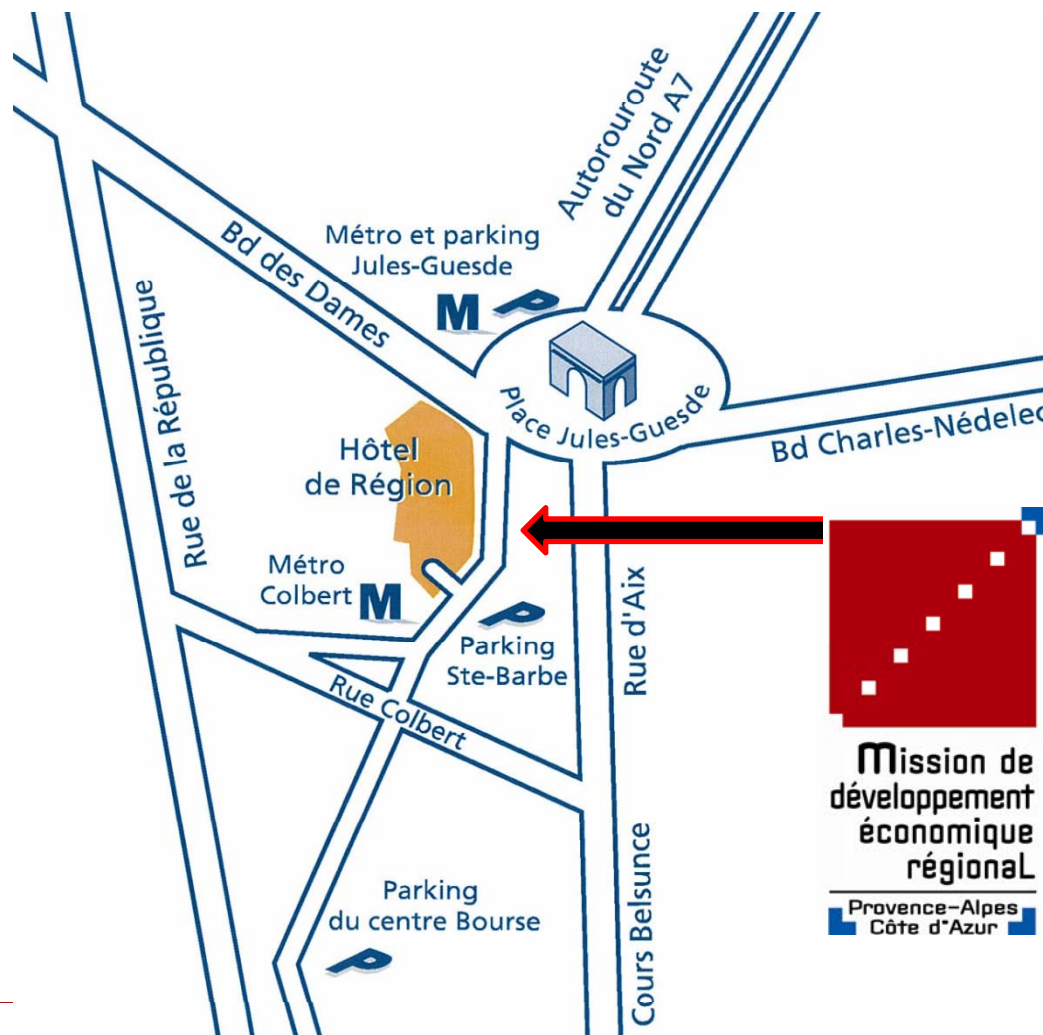 Autorouroute
du Nord A7
Métro et parking
Jules-Guesde
M P
Bd des Dames
Rue de la République
Place Jules-Guesde
Bd Charles-Nédelec
Hôtel
de Région
Métro
Colbert M
P
Parking
Ste-Barbe
Rue d'Aix
Rue Colbert
Mission de
développement
économique
régionaL
Provence-Alpes
Côte d'Azur
Cours Belsunce
Parking
du centre Bourse
P